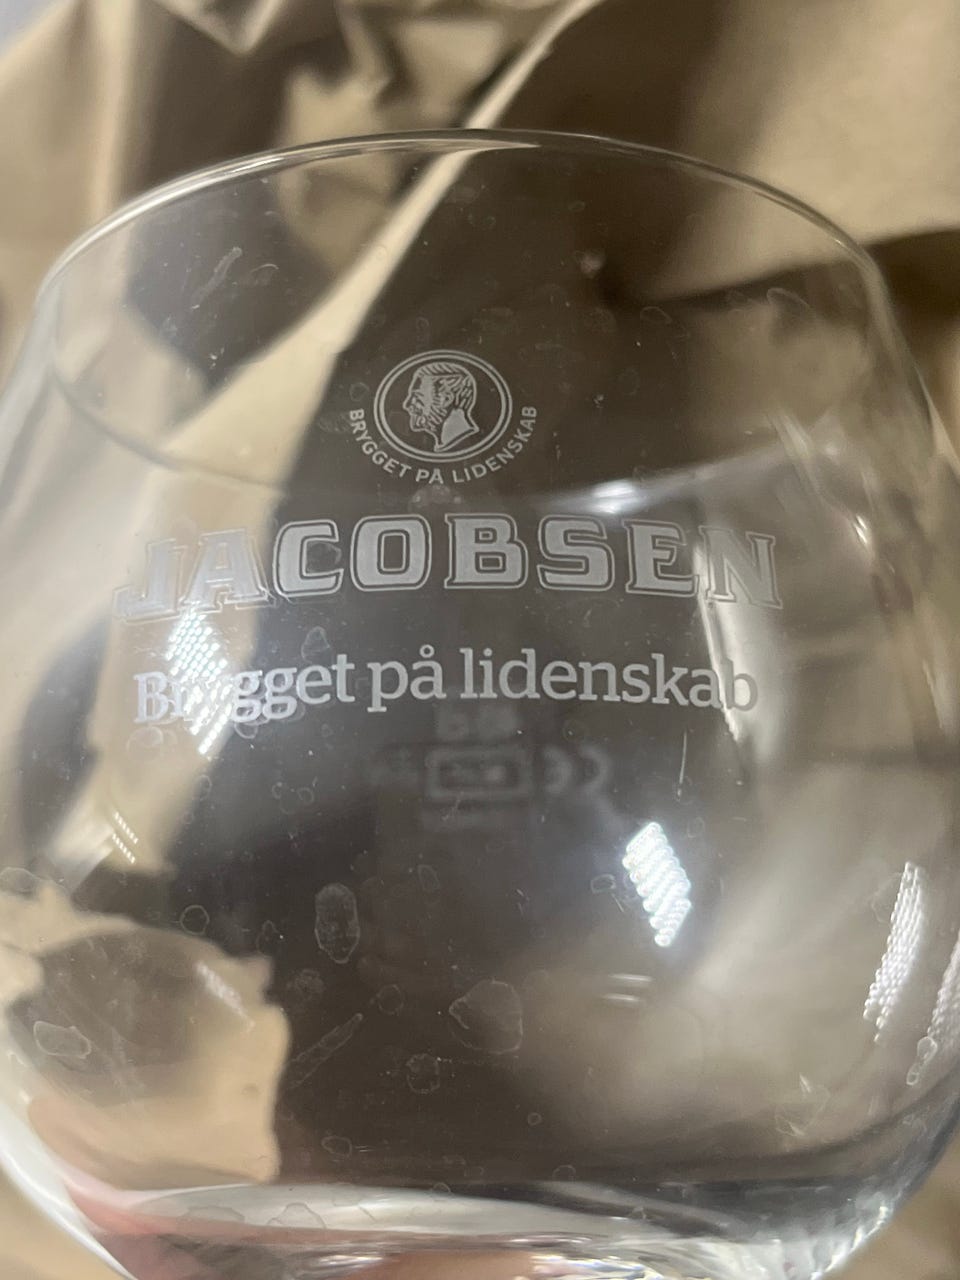 BRYGGET PÅ LIDENSKAB
JACOBSEN
Brygget på lidenskab